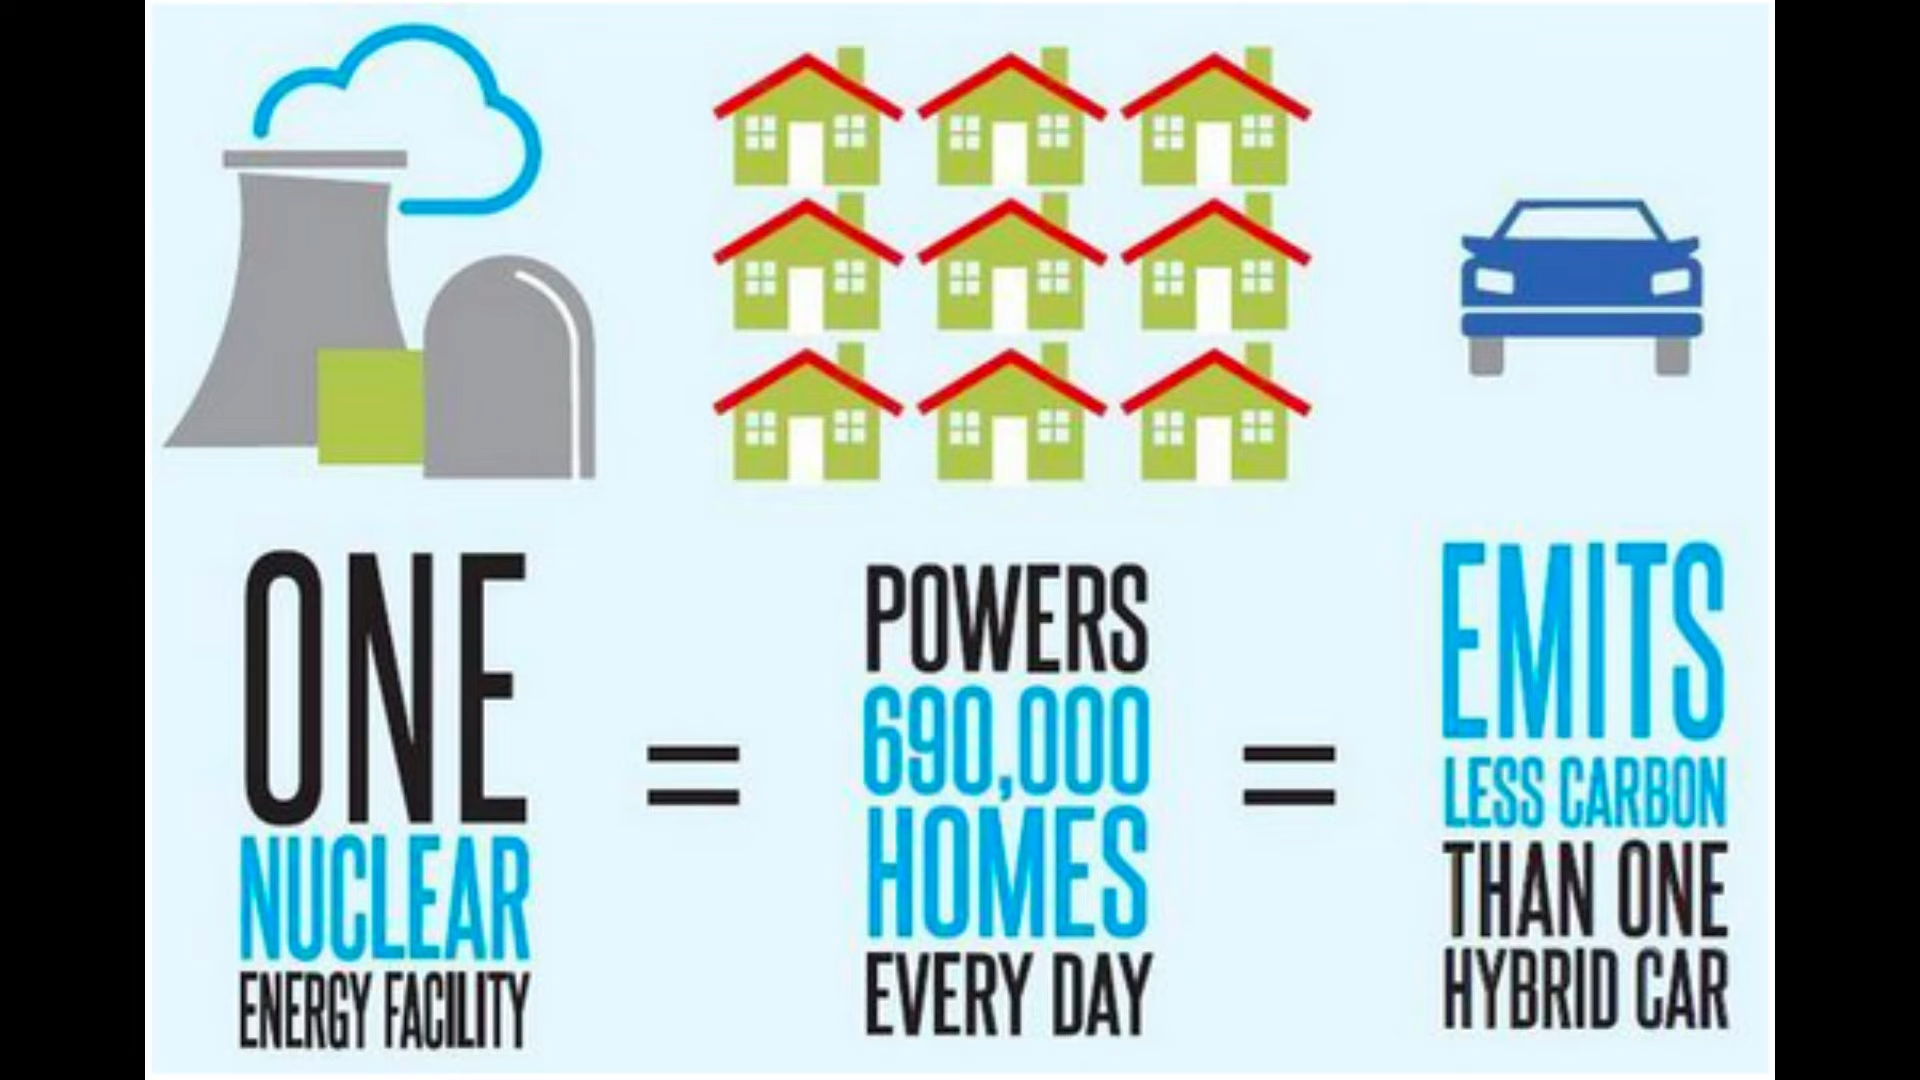 ONE
NUCLEAR
ENERGY FACILITY
=
POWERS
690,000
HOMES
EVERY DAY
=
EMITS
LESS CARBON
THAN ONE
HYBRID CAR